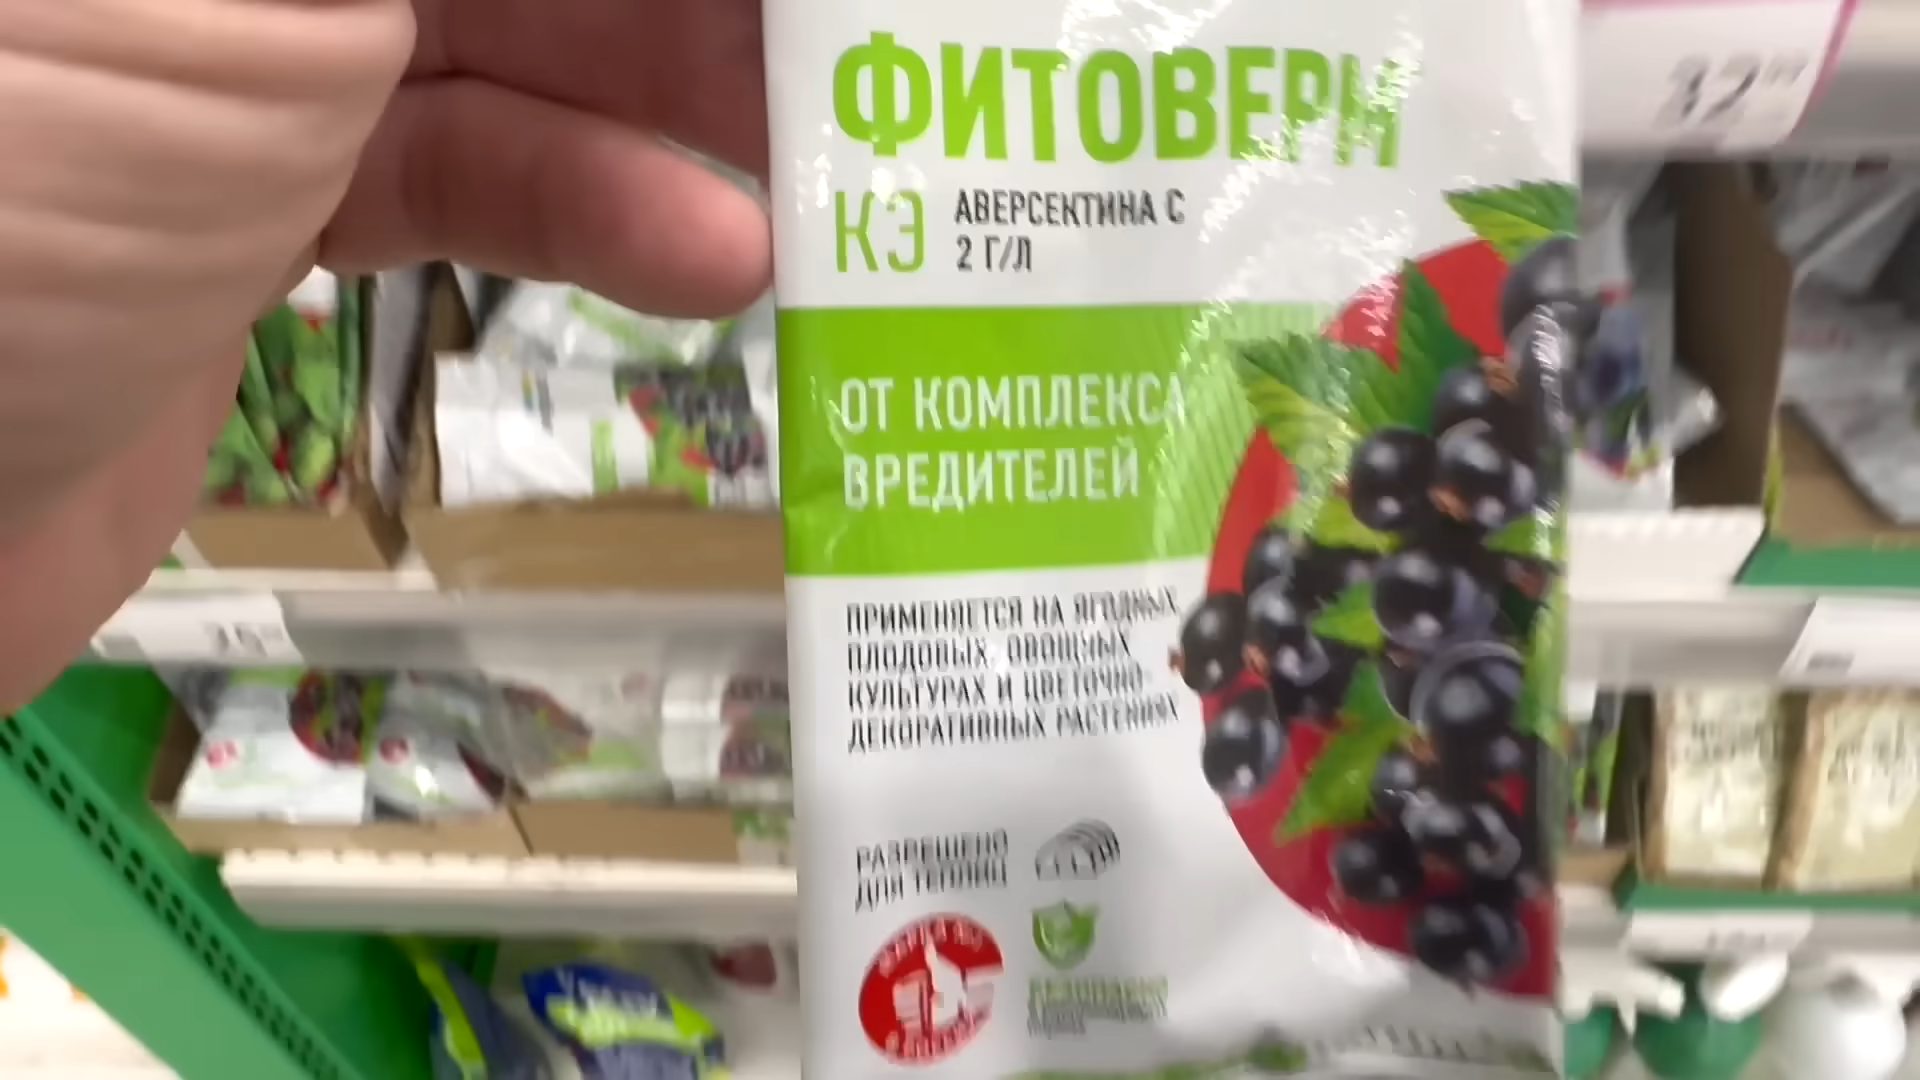 ФИТОВЕРМ
КЭ
АВЕРСЕКТИНА С
2 Г/Л
ОТ КОМПЛЕКСА
ВРЕДИТЕЛЕЙ
ПРИМЕНЯЕТСЯ НА ЯГОДНЫХ,
ПЛОДОВЫХ, ОВОЩНЫХ
КУЛЬТУРАХ И ЦВЕТОЧНО-
ДЕКОРАТИВНЫХ РАСТЕНИЯХ
РАЗРЕШЕНО
ДЛЯ ТЕПЛИЦ